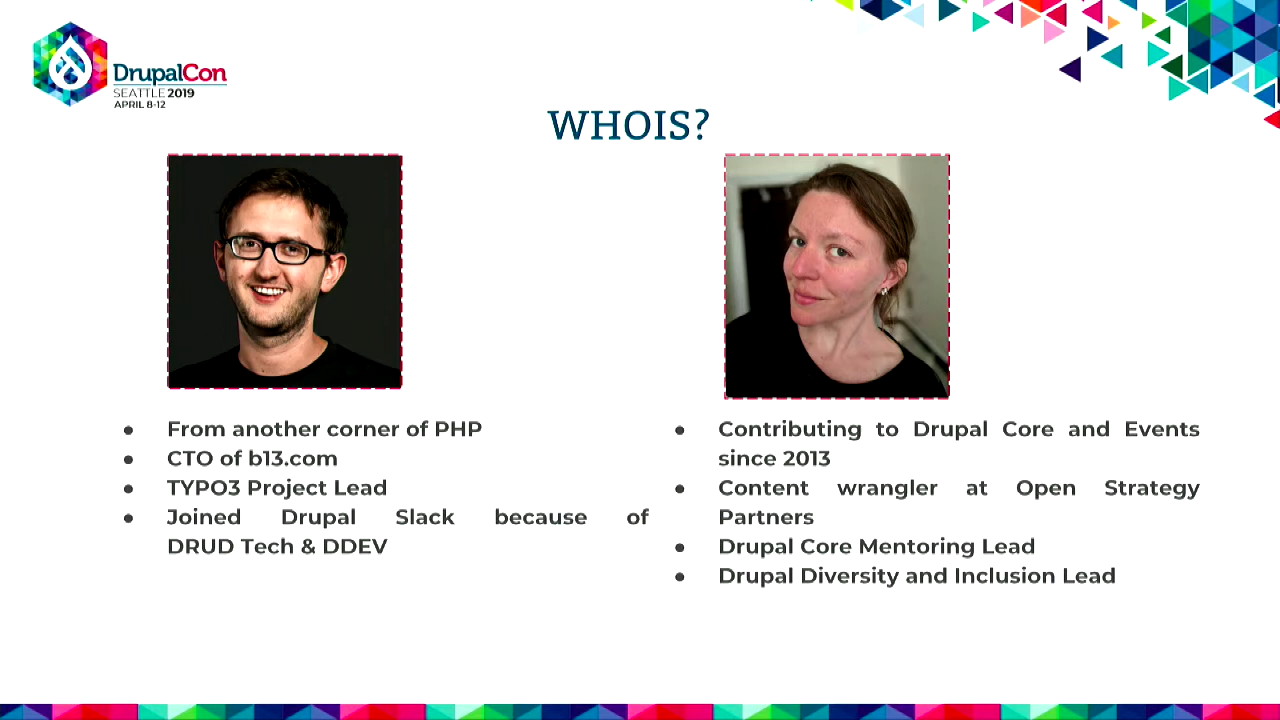 DrupalCon
SEATTLE 2019
APRIL 8-12
WHOIS?
● From another corner of PHP
● CTO of b13.com
● TYPO3 Project Lead
● Joined Drupal Slack because of
DRUD Tech & DDEV
● Contributing to Drupal Core and Events
since 2013
● Content wrangler at Open Strategy
Partners
● Drupal Core Mentoring Lead
● Drupal Diversity and Inclusion Lead